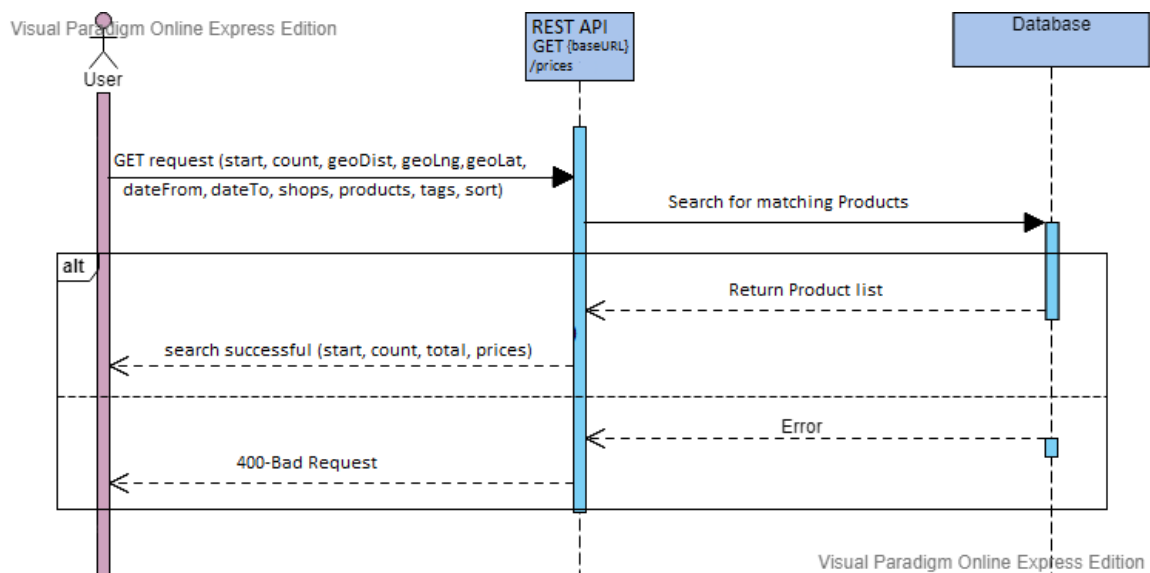 Visual Paradigm Online Express Edition
User
REST API
GET {baseURL}
/prices
Database
GET request (start, count, geoDist, geoLng,geoLat,
dateFrom, dateTo, shops, products, tags, sort)
Search for matching Products
alt
Return Product list
search successful (start, count, total, prices)
Error
400-Bad Request
Visual Paradigm Online Express Edition